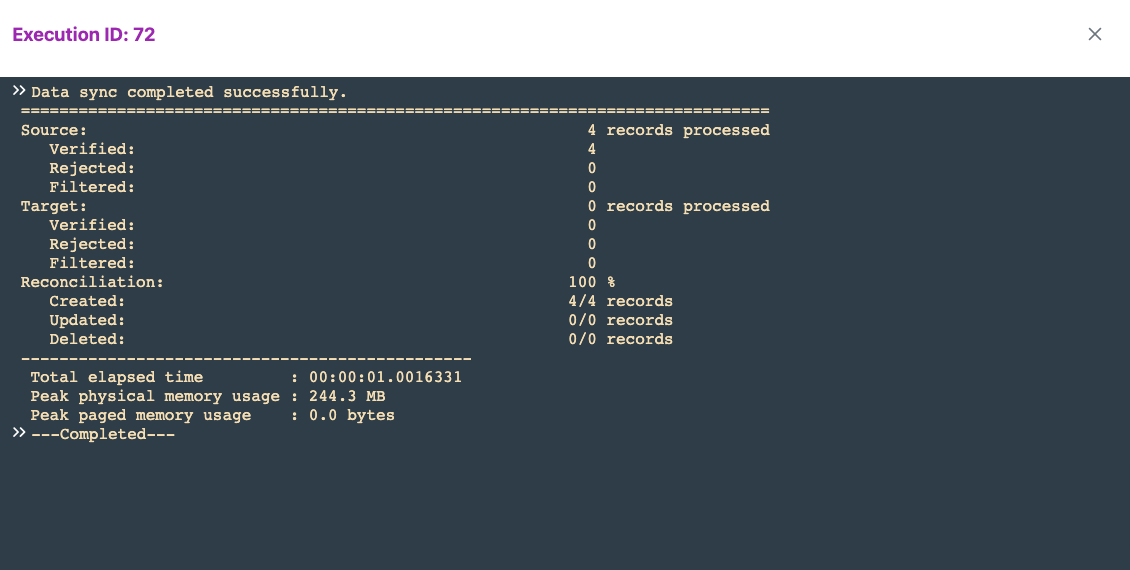 Execution ID: 72
» Data sync completed successfully.
==============================================================================
Source:                                                    4 records processed
   Verified:                                               4
   Rejected:                                               0
   Filtered:                                               0
Target:                                                    0 records processed
   Verified:                                               0
   Rejected:                                               0
   Filtered:                                               0
Reconciliation:                                          100 %
   Created:                                              4/4 records
   Updated:                                              0/0 records
   Deleted:                                              0/0 records
-----------------------------------------------
 Total elapsed time         : 00:00:01.0016331
 Peak physical memory usage : 244.3 MB
 Peak paged memory usage    : 0.0 bytes
» ---Completed---